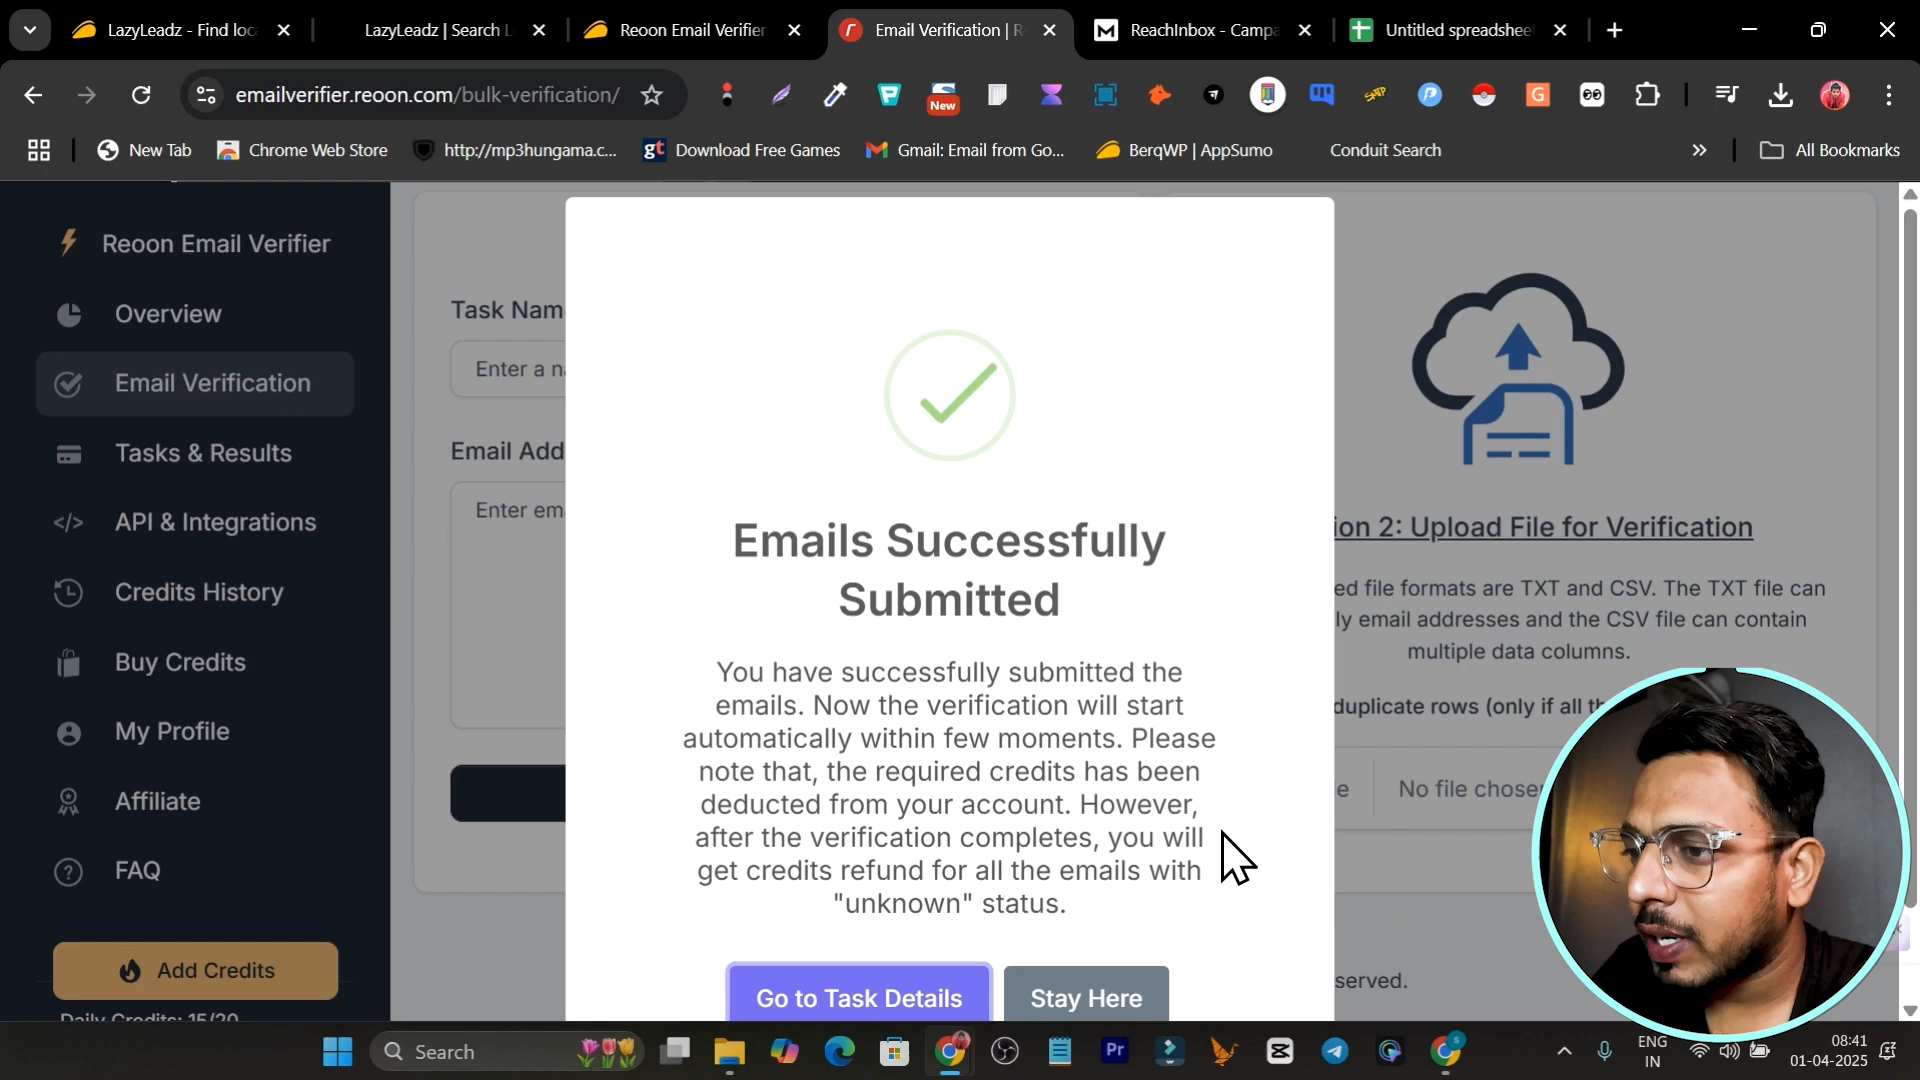 LazyLeadz - Find loc
LazyLeadz | Search L
Reoon Email Verifier
Email Verification | R
ReachInbox - Campa
Untitled spreadshee
emailverifier.reoon.com/bulk-verification/
New
New Tab
Chrome Web Store
http://mp3hungama.c...
Download Free Games
Gmail: Email from Go...
BerqWP | AppSumo
Conduit Search
All Bookmarks
Reoon Email Verifier
Overview
Email Verification
Tasks & Results
API & Integrations
Credits History
Buy Credits
My Profile
Affiliate
FAQ
Add Credits
Daily Credits: 15/20
Task Nam
Enter a n
Email Add
Enter em
Emails Successfully
Submitted
You have successfully submitted the
emails. Now the verification will start
automatically within few moments. Please
note that, the required credits has been
deducted from your account. However,
after the verification completes, you will
get credits refund for all the emails with
"unknown" status.
Go to Task Details
Stay Here
ion 2: Upload File for Verification
ed file formats are TXT and CSV. The TXT file can
ly email addresses and the CSV file can contain
multiple data columns.
duplicate rows (only if all th
e
No file chose
served.
Search
ENG
IN
08:41
01-04-2025